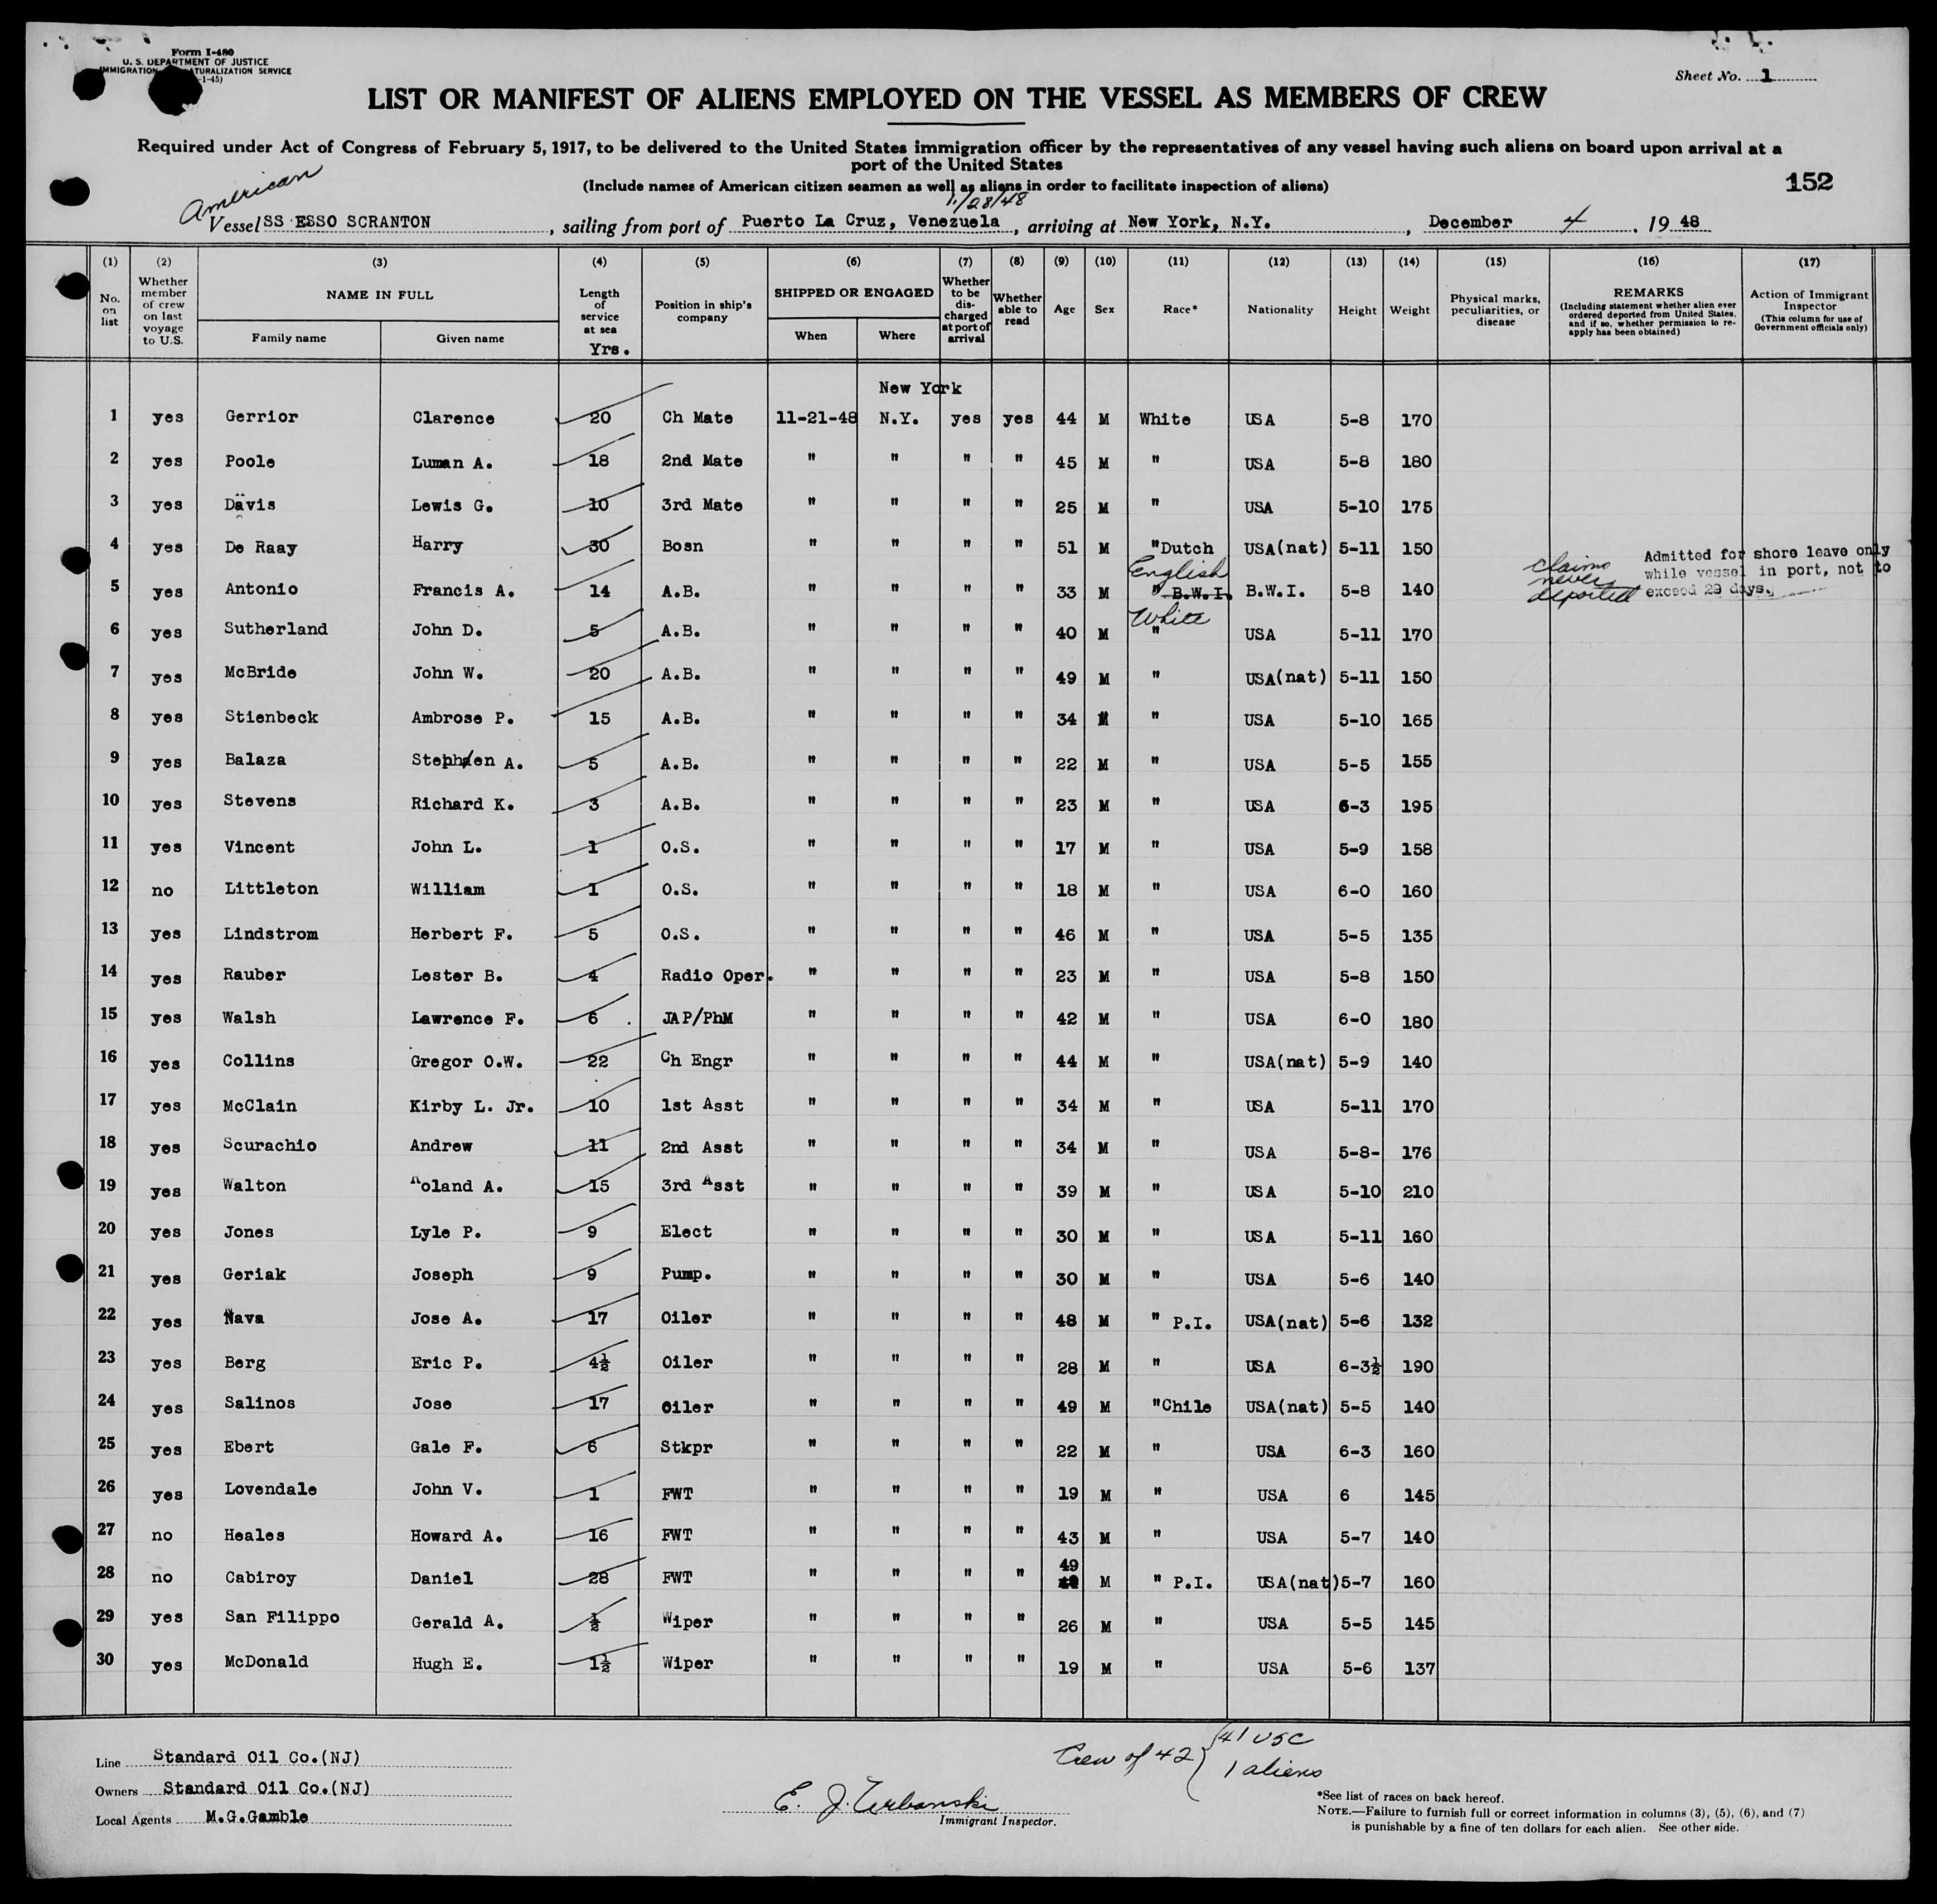 Form I-480
U. S. DEPARTMENT OF JUSTICE
IMMIGRATION NATURALIZATION SERVICE
-1-45)
Sheet No. 1
LIST OR MANIFEST OF ALIENS EMPLOYED ON THE VESSEL AS MEMBERS OF CREW
Required under Act of Congress of February 5, 1917, to be delivered to the United States immigration officer by the representatives of any vessel having such aliens on board upon arrival at a
port of the United States
(Include names of American citizen seamen as well as aliens in order to facilitate inspection of aliens)
152
American
11/28/48
Vessel SS ESSO SCRANTON, sailing from port of Puerto La Cruz, Venezuela, arriving at New York, N.Y., December 4, 1948
(1) (2) (3) (4) (5) (6) (7) (8) (9) (10) (11) (12) (13) (14) (15) (16) (17)
No. on list | Whether member of crew on last voyage to U.S. | NAME IN FULL | Length of service at sea Yrs. | Position in ship's company | SHIPPED OR ENGAGED | Whether to be discharged at port of arrival | Whether able to read | Age | Sex | Race* | Nationality | Height | Weight | Physical marks, peculiarities, or disease | REMARKS (Including statement whether alien ever ordered deported from United States, and if so, whether permission to reapply has been obtained) | Action of Immigrant Inspector (This column for use of Government officials only)
Family name | Given name | When | Where
New York
1 yes Gerrior Clarence 20 Ch Mate 11-21-48 N.Y. yes yes 44 M White USA 5-8 170
2 yes Poole Luman A. 18 2nd Mate " " " " 45 M " USA 5-8 180
3 yes Davis Lewis G. 10 3rd Mate " " " " 25 M " USA 5-10 175
4 yes De Raay Harry 30 Bosn " " " " 51 M "Dutch USA(nat) 5-11 150
English
5 yes Antonio Francis A. 14 A.B. " " " " 33 M " B.W.I. B.W.I. 5-8 140 claims never deported Admitted for shore leave only while vessel in port, not to exceed 29 days.
White
6 yes Sutherland John D. 5 A.B. " " " " 40 M " USA 5-11 170
7 yes McBride John W. 20 A.B. " " " " 49 M " USA(nat) 5-11 150
8 yes Stienbeck Ambrose P. 15 A.B. " " " " 34 M " USA 5-10 165
9 yes Balaza Stephen A. 5 A.B. " " " " 22 M " USA 5-5 155
10 yes Stevens Richard K. 3 A.B. " " " " 23 M " USA 6-3 195
11 yes Vincent John L. 1 O.S. " " " " 17 M " USA 5-9 158
12 no Littleton William 1 O.S. " " " " 18 M " USA 6-0 160
13 yes Lindstrom Herbert F. 5 O.S. " " " " 46 M " USA 5-5 135
14 yes Rauber Lester B. 4 Radio Oper. " " " " 23 M " USA 5-8 150
15 yes Walsh Lawrence F. 6 JAP/PhM " " " " 42 M " USA 6-0 180
16 yes Collins Gregor O.W. 22 Ch Engr " " " " 44 M " USA(nat) 5-9 140
17 yes McClain Kirby L. Jr. 10 1st Asst " " " " 34 M " USA 5-11 170
18 yes Scurachio Andrew 11 2nd Asst " " " " 34 M " USA 5-8- 176
19 yes Walton Roland A. 15 3rd Asst " " " " 39 M " USA 5-10 210
20 yes Jones Lyle P. 9 Elect " " " " 30 M " USA 5-11 160
21 yes Geriak Joseph 9 Pump. " " " " 30 M " USA 5-6 140
22 yes Nava Jose A. 17 Oiler " " " " 48 M " P.I. USA(nat) 5-6 132
23 yes Berg Eric P. 4½ Oiler " " " " 28 M " USA 6-3½ 190
24 yes Salinos Jose 17 Oiler " " " " 49 M "Chile USA(nat) 5-5 140
25 yes Ebert Gale F. 6 Stkpr " " " " 22 M " USA 6-3 160
26 yes Lovendale John V. 1 FWT " " " " 19 M " USA 6 145
27 no Heales Howard A. 16 FWT " " " " 43 M " USA 5-7 140
28 no Cabiroy Daniel 28 FWT " " " " 49 M " P.I. USA(nat) 5-7 160
29 yes San Filippo Gerald A. ½ Wiper " " " " 26 M " USA 5-5 145
30 yes McDonald Hugh E. 1½ Wiper " " " " 19 M " USA 5-6 137
Line Standard Oil Co.(NJ)
Owners Standard Oil Co.(NJ)
Local Agents M.G.Gamble
Crew of 42 { 41 USC
1 aliens
E. J. Urbanski
Immigrant Inspector.
*See list of races on back hereof.
NOTE.—Failure to furnish full or correct information in columns (3), (5), (6), and (7)
is punishable by a fine of ten dollars for each alien. See other side.